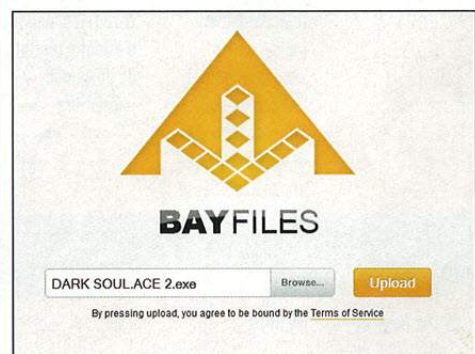 BAYFILES
DARK SOUL.ACE 2.exe Browse... Upload
By pressing upload, you agree to be bound by the Terms of Service